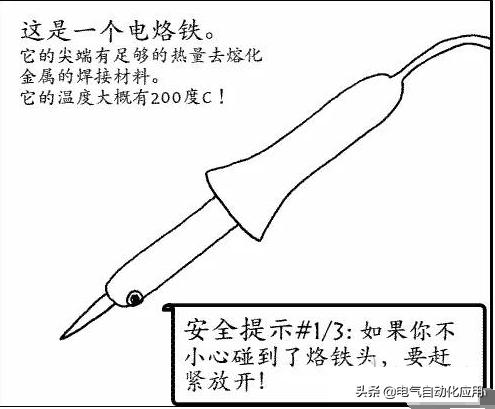 这是一个电烙铁。
它的尖端有足够的热量去熔化
金属的焊接材料。
它的温度大概有200度C！
安全提示#1/3: 如果你不
小心碰到了烙铁头，要赶
紧放开!
头条 @电气自动化应用